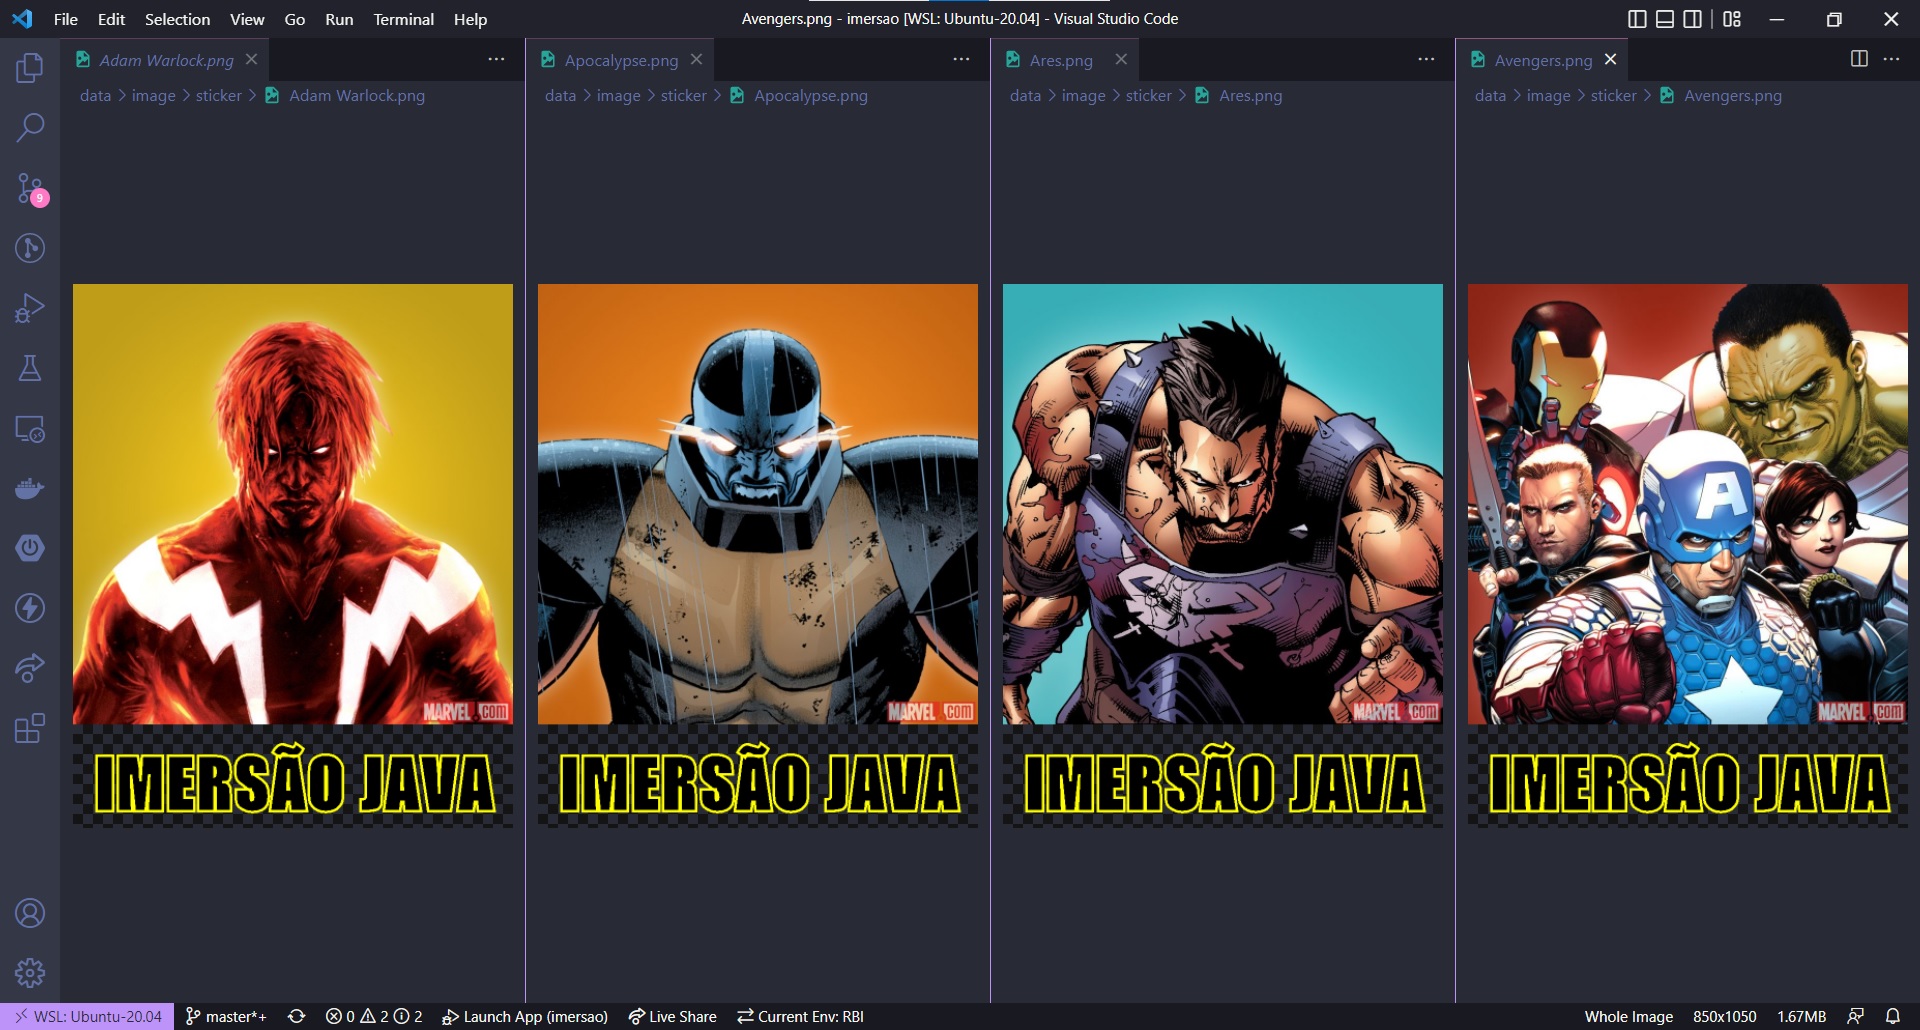 File Edit Selection View Go Run Terminal Help
Avengers.png - imersao [WSL: Ubuntu-20.04] - Visual Studio Code
Adam Warlock.png
data > image > sticker > Adam Warlock.png
MARVEL.com
IMERSÃO JAVA
Apocalypse.png
data > image > sticker > Apocalypse.png
MARVEL.com
IMERSÃO JAVA
Ares.png
data > image > sticker > Ares.png
MARVEL.com
IMERSÃO JAVA
Avengers.png
data > image > sticker > Avengers.png
A
MARVEL.com
IMERSÃO JAVA
9
WSL: Ubuntu-20.04 master*+ 0 2 2 Launch App (imersao) Live Share Current Env: RBI Whole Image 850x1050 1.67MB